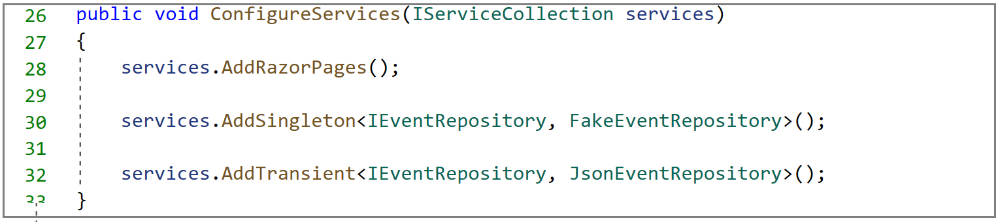 26 public void ConfigureServices(IServiceCollection services)
27 {
28 services.AddRazorPages();
29
30 services.AddSingleton<IEventRepository, FakeEventRepository>();
31
32 services.AddTransient<IEventRepository, JsonEventRepository>();
33 }